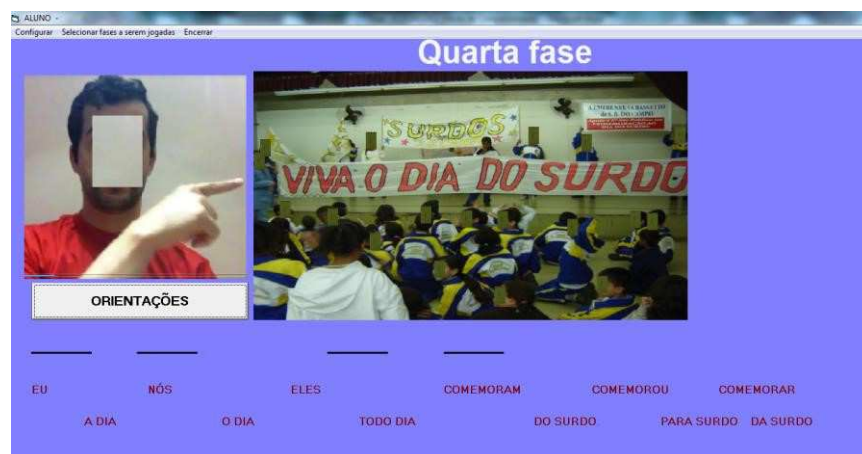 ALUNO -
Configurar Selecionar fases a serem jogadas Encerrar
Quarta fase
SURDOS
VIVA O DIA DO SURDO
ORIENTAÇÕES
EU NÓS ELES COMEMORAM COMEMOROU COMEMORAR
A DIA O DIA TODO DIA DO SURDO PARA SURDO DA SURDO